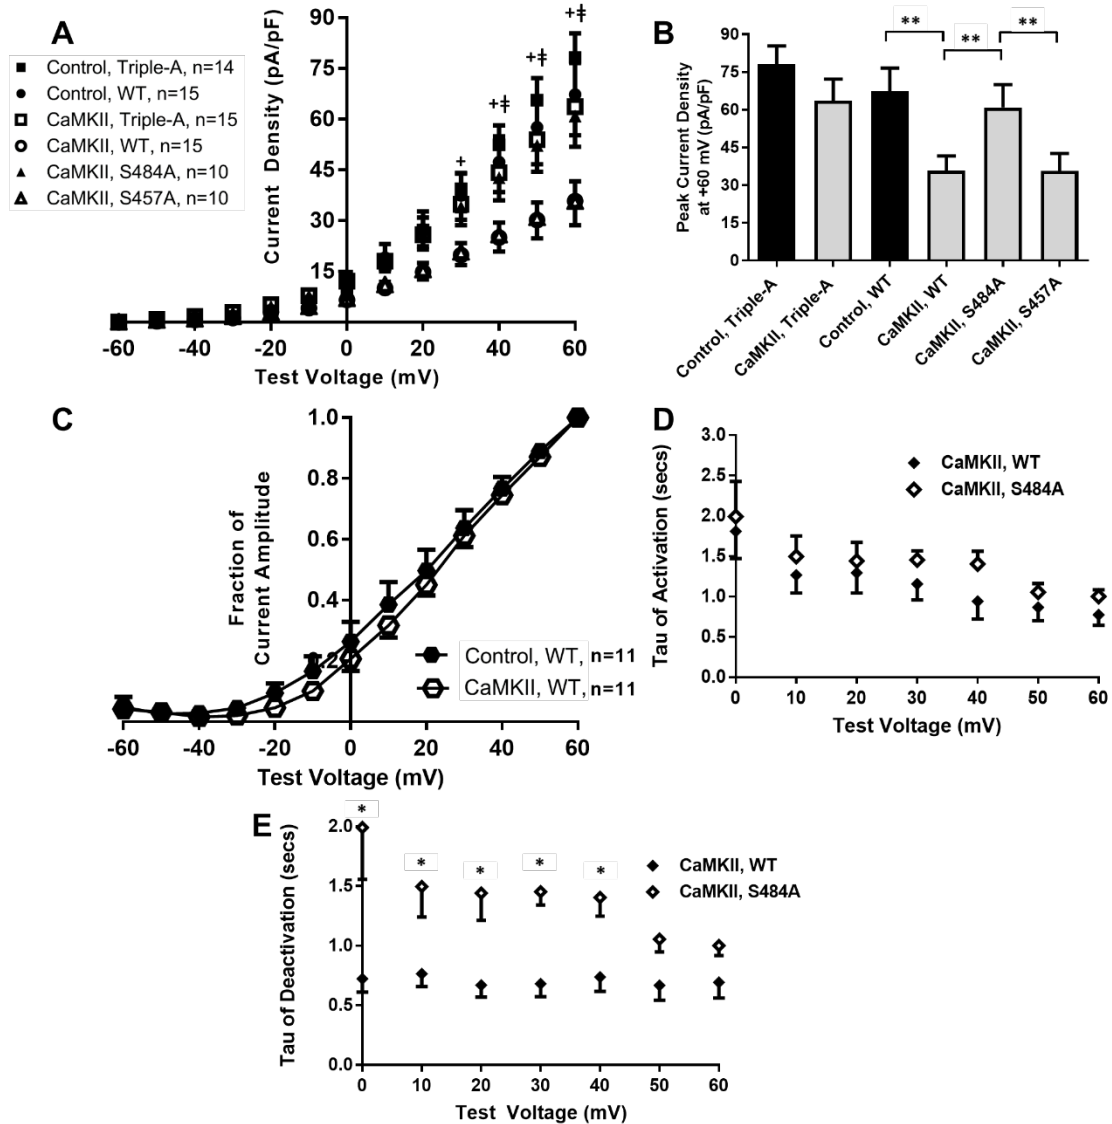 A
Control, Triple-A, n=14
Control, WT, n=15
CaMKII, Triple-A, n=15
CaMKII, WT, n=15
CaMKII, S484A, n=10
CaMKII, S457A, n=10
Current Density (pA/pF)
90
75
60
45
30
15
+
+ǂ
+ǂ
+ǂ
-60 -40 -20 0 20 40 60
Test Voltage (mV)
B
Peak Current Density
at +60 mV (pA/pF)
90
75
60
45
30
15
0
** ** **
Control, Triple-A
CaMKII, Triple-A
Control, WT
CaMKII, WT
CaMKII, S484A
CaMKII, S457A
C
Fraction of
Current Amplitude
1.0
0.8
0.6
0.4
Control, WT, n=11
CaMKII, WT, n=11
-60 -40 -20 0 20 40 60
Test Voltage (mV)
D
Tau of Activation (secs)
3.0
2.5
2.0
1.5
1.0
0.5
0.0
CaMKII, WT
CaMKII, S484A
0 10 20 30 40 50 60
Test Voltage (mV)
E
Tau of Deactivation (secs)
2.0
1.5
1.0
0.5
0.0
* * * * *
CaMKII, WT
CaMKII, S484A
0 10 20 30 40 50 60
Test Voltage (mV)